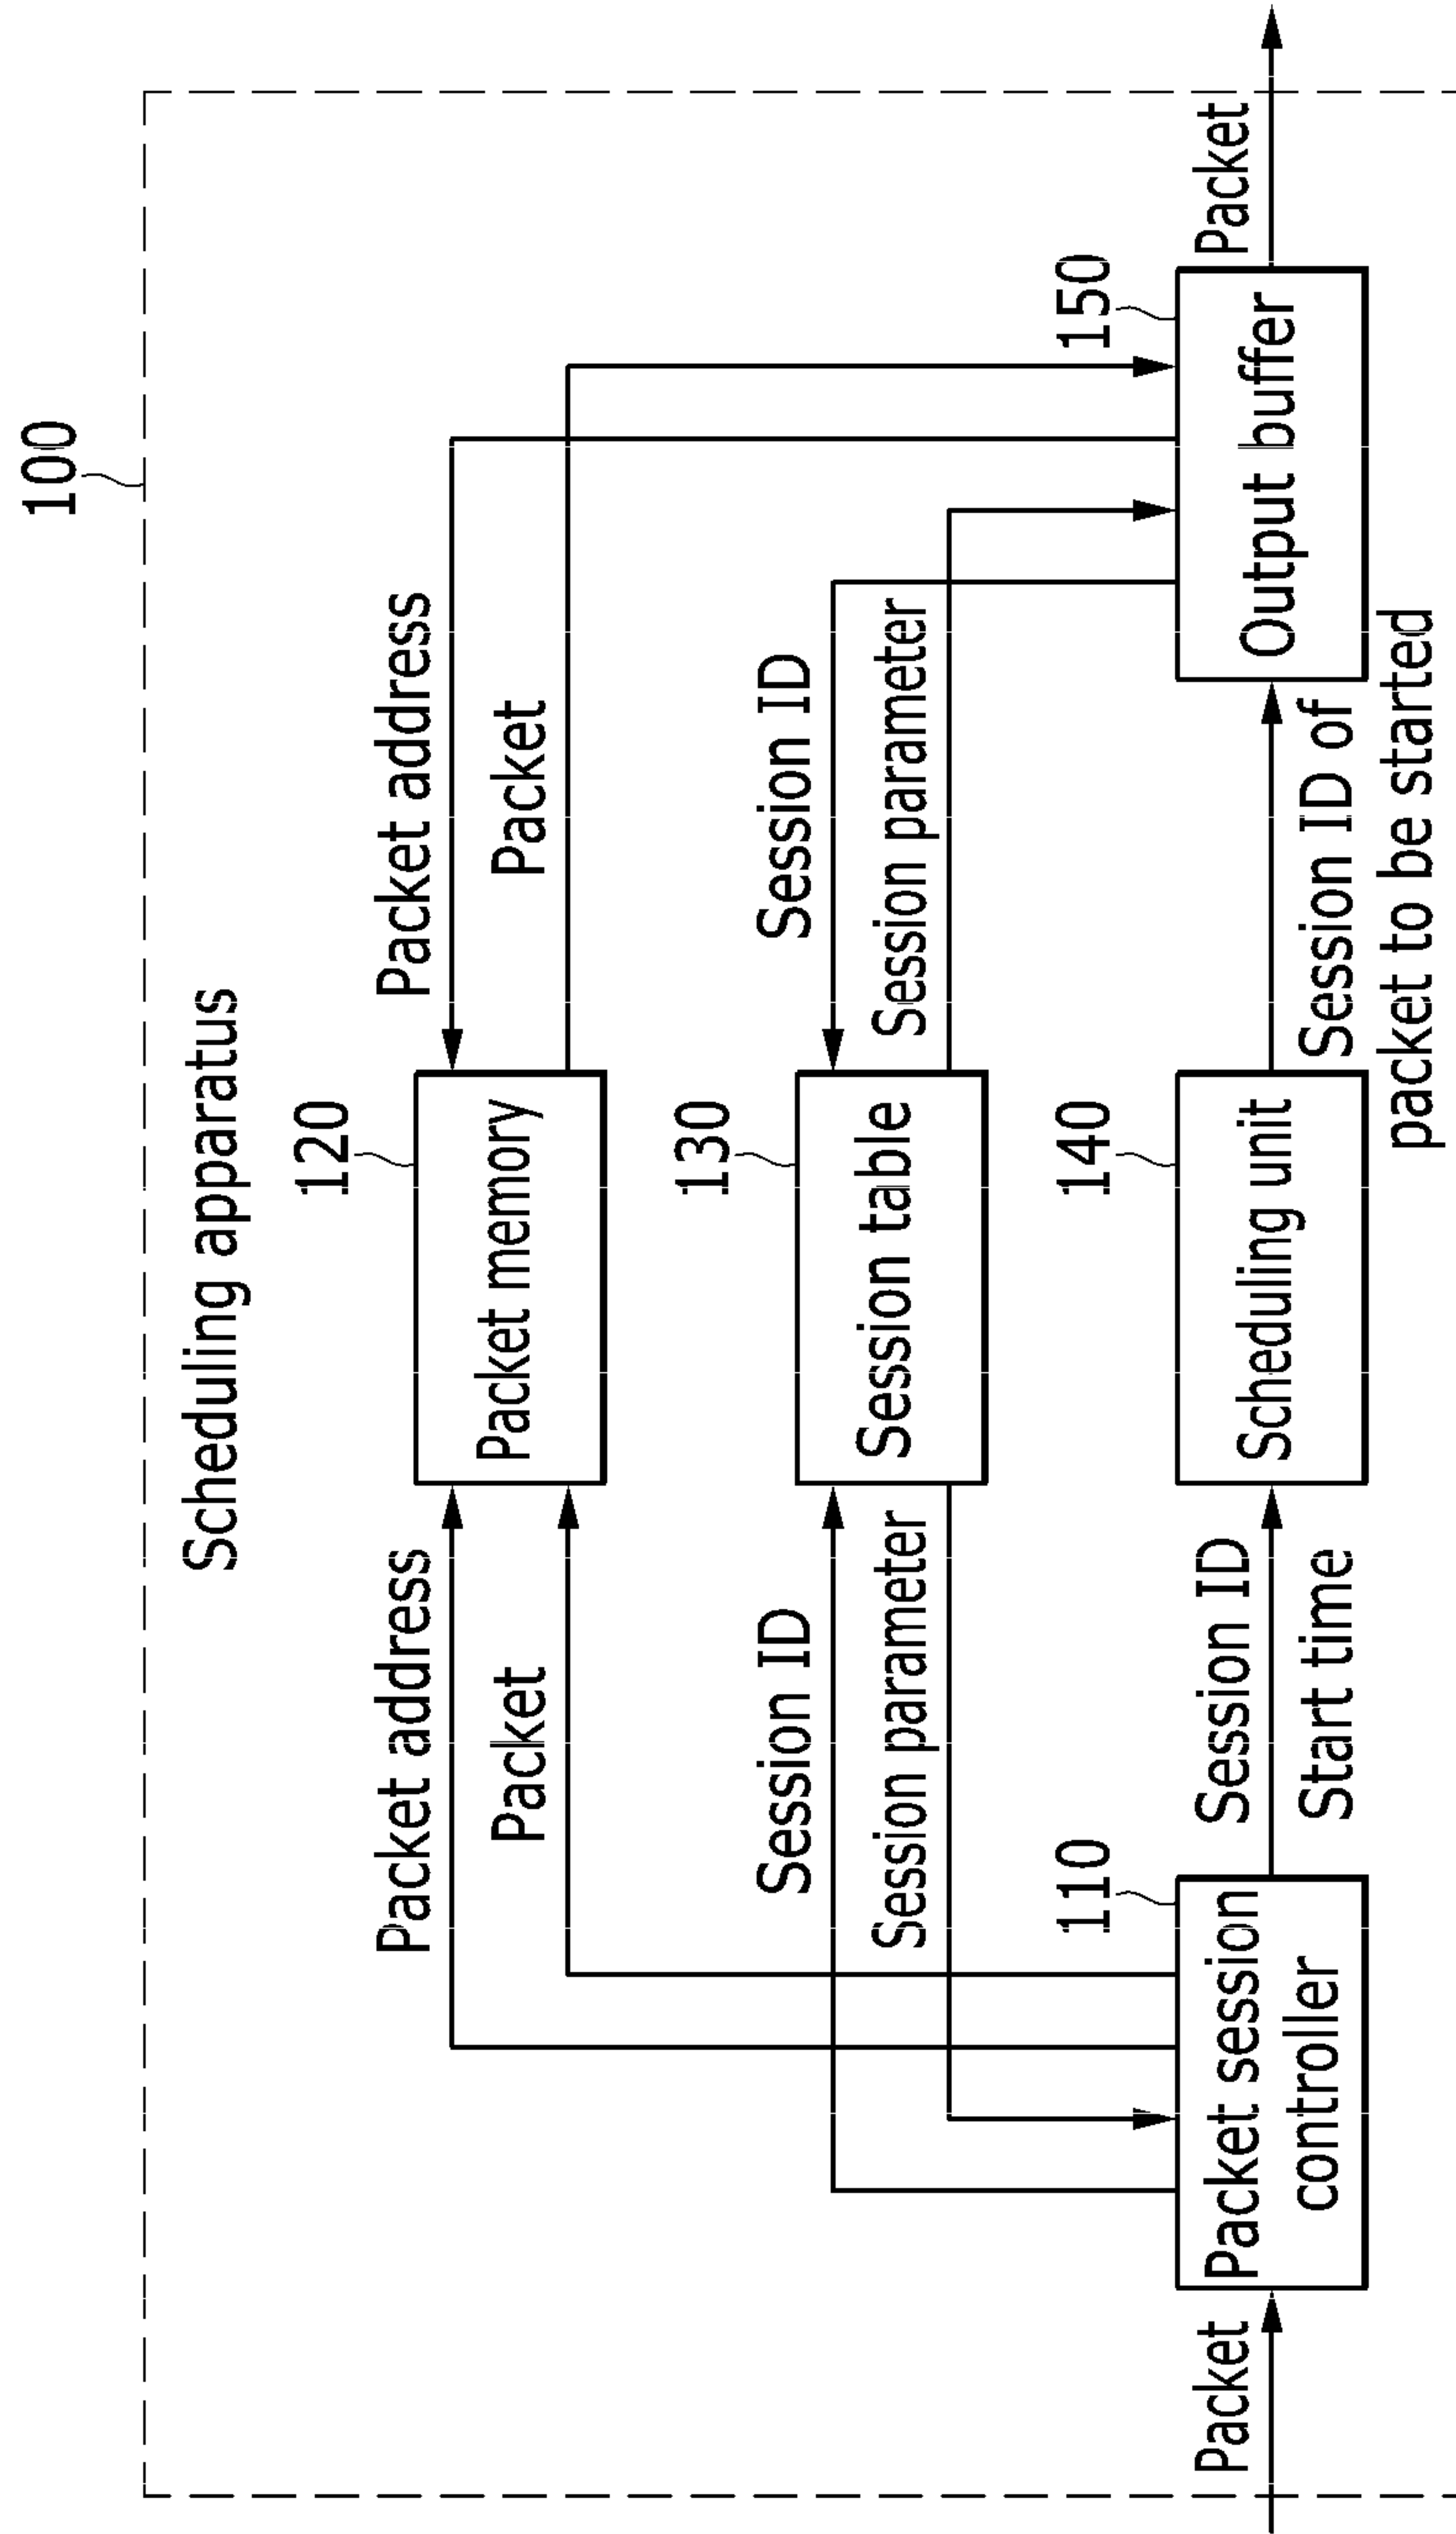 100
Scheduling apparatus
Packet address
Packet
120
Packet memory
Packet address
Packet
Session ID
Session parameter
130
Session table
Session ID
Session parameter
Packet
110
Packet session
controller
Session ID
Start time
140
Scheduling unit
Session ID of
packet to be started
150
Output buffer
Packet